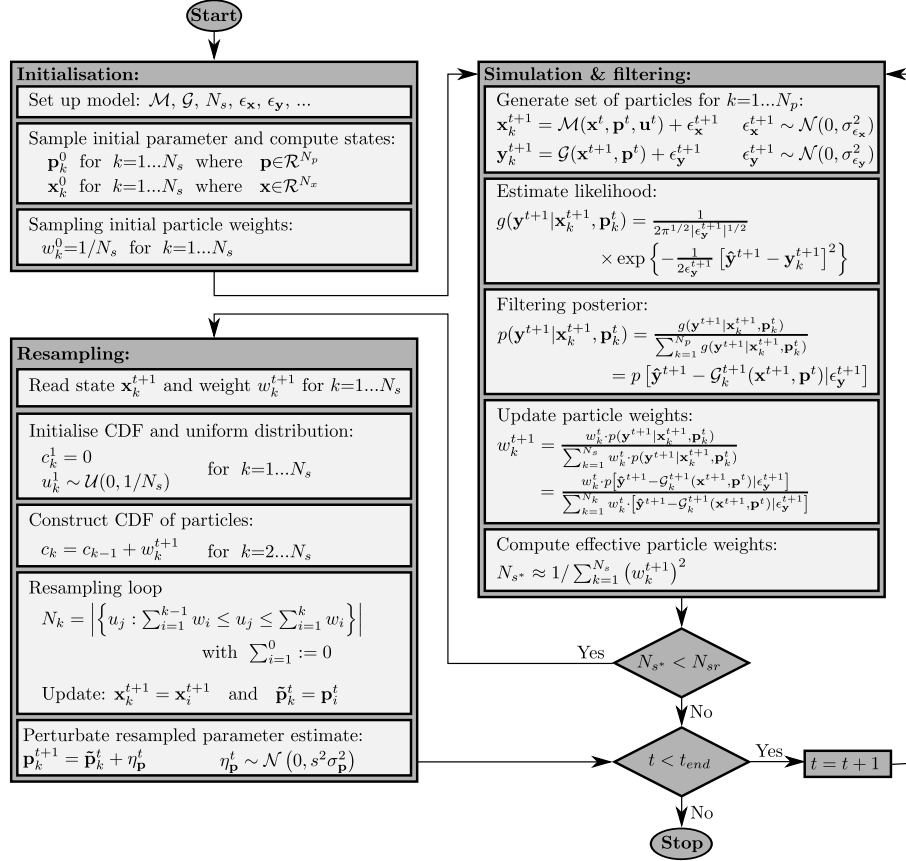 Start
Initialisation:
Set up model: ℳ, 𝒢, Nₛ, ϵ_𝐱, ϵ_𝐲, ...
Sample initial parameter and compute states:
𝐩_k^0 for k=1...N_s where 𝐩∈ℛ^{N_p}
𝐱_k^0 for k=1...N_s where 𝐱∈ℛ^{N_x}
Sampling initial particle weights:
w_k^0=1/N_s for k=1...N_s
Simulation & filtering:
Generate set of particles for k=1...N_p:
𝐱_k^{t+1} = ℳ(𝐱^t, 𝐩^t, 𝐮^t) + ϵ_𝐱^{t+1} ϵ_𝐱^{t+1} ∼ 𝒩(0, σ_{ϵ_𝐱}^2)
𝐲_k^{t+1} = 𝒢(𝐱^{t+1}, 𝐩^t) + ϵ_𝐲^{t+1} ϵ_𝐲^{t+1} ∼ 𝒩(0, σ_{ϵ_𝐲}^2)
Estimate likelihood:
g(𝐲^{t+1}|𝐱_k^{t+1}, 𝐩_k^t) = \frac{1}{2π^{1/2}|ϵ_𝐲^{t+1}|^{1/2}}
× exp {−\frac{1}{2ϵ_𝐲^{t+1}} [𝐲̂^{t+1} − 𝐲_k^{t+1}]^2}
Filtering posterior:
p(𝐲^{t+1}|𝐱_k^{t+1}, 𝐩_k^t) = \frac{g(𝐲^{t+1}|𝐱_k^{t+1},𝐩_k^t)}{∑_{k=1}^{N_p} g(𝐲^{t+1}|𝐱_k^{t+1},𝐩_k^t)}
= p [𝐲̂^{t+1} − 𝒢_k^{t+1}(𝐱^{t+1}, 𝐩^t)|ϵ_𝐲^{t+1}]
Update particle weights:
w_k^{t+1} = \frac{w_k^t·p(𝐲^{t+1}|𝐱_k^{t+1},𝐩_k^t)}{∑_{k=1}^{N_s} w_k^t·p(𝐲^{t+1}|𝐱_k^{t+1},𝐩_k^t)}
= \frac{w_k^t·p[𝐲̂^{t+1}−𝒢_k^{t+1}(𝐱^{t+1},𝐩^t)|ϵ_𝐲^{t+1}]}{∑_{k=1}^{N_k} w_k^t·[𝐲̂^{t+1}−𝒢_k^{t+1}(𝐱^{t+1},𝐩^t)|ϵ_𝐲^{t+1}]}
Compute effective particle weights:
N_{s*} ≈ 1/∑_{k=1}^{N_s} (w_k^{t+1})^2
Resampling:
Read state 𝐱_k^{t+1} and weight w_k^{t+1} for k=1...N_s
Initialise CDF and uniform distribution:
c_k^1 = 0
for k=1...N_s
u_k^1 ∼ 𝒰(0, 1/N_s)
Construct CDF of particles:
c_k = c_{k−1} + w_k^{t+1} for k=2...N_s
Resampling loop
N_k = |{u_j : ∑_{i=1}^{k−1} w_i ≤ u_j ≤ ∑_{i=1}^{k} w_i}|
with ∑_{i=1}^{0} := 0
Update: 𝐱_k^{t+1} = 𝐱_i^{t+1} and 𝐩̃_k^t = 𝐩_i^t
Perturbate resampled parameter estimate:
𝐩_k^{t+1} = 𝐩̃_k^t + η_𝐩^t η_𝐩^t ∼ 𝒩(0, s^2σ_𝐩^2)
Yes
N_{s*} < N_{sr}
No
t < t_{end}
Yes
t = t + 1
No
Stop